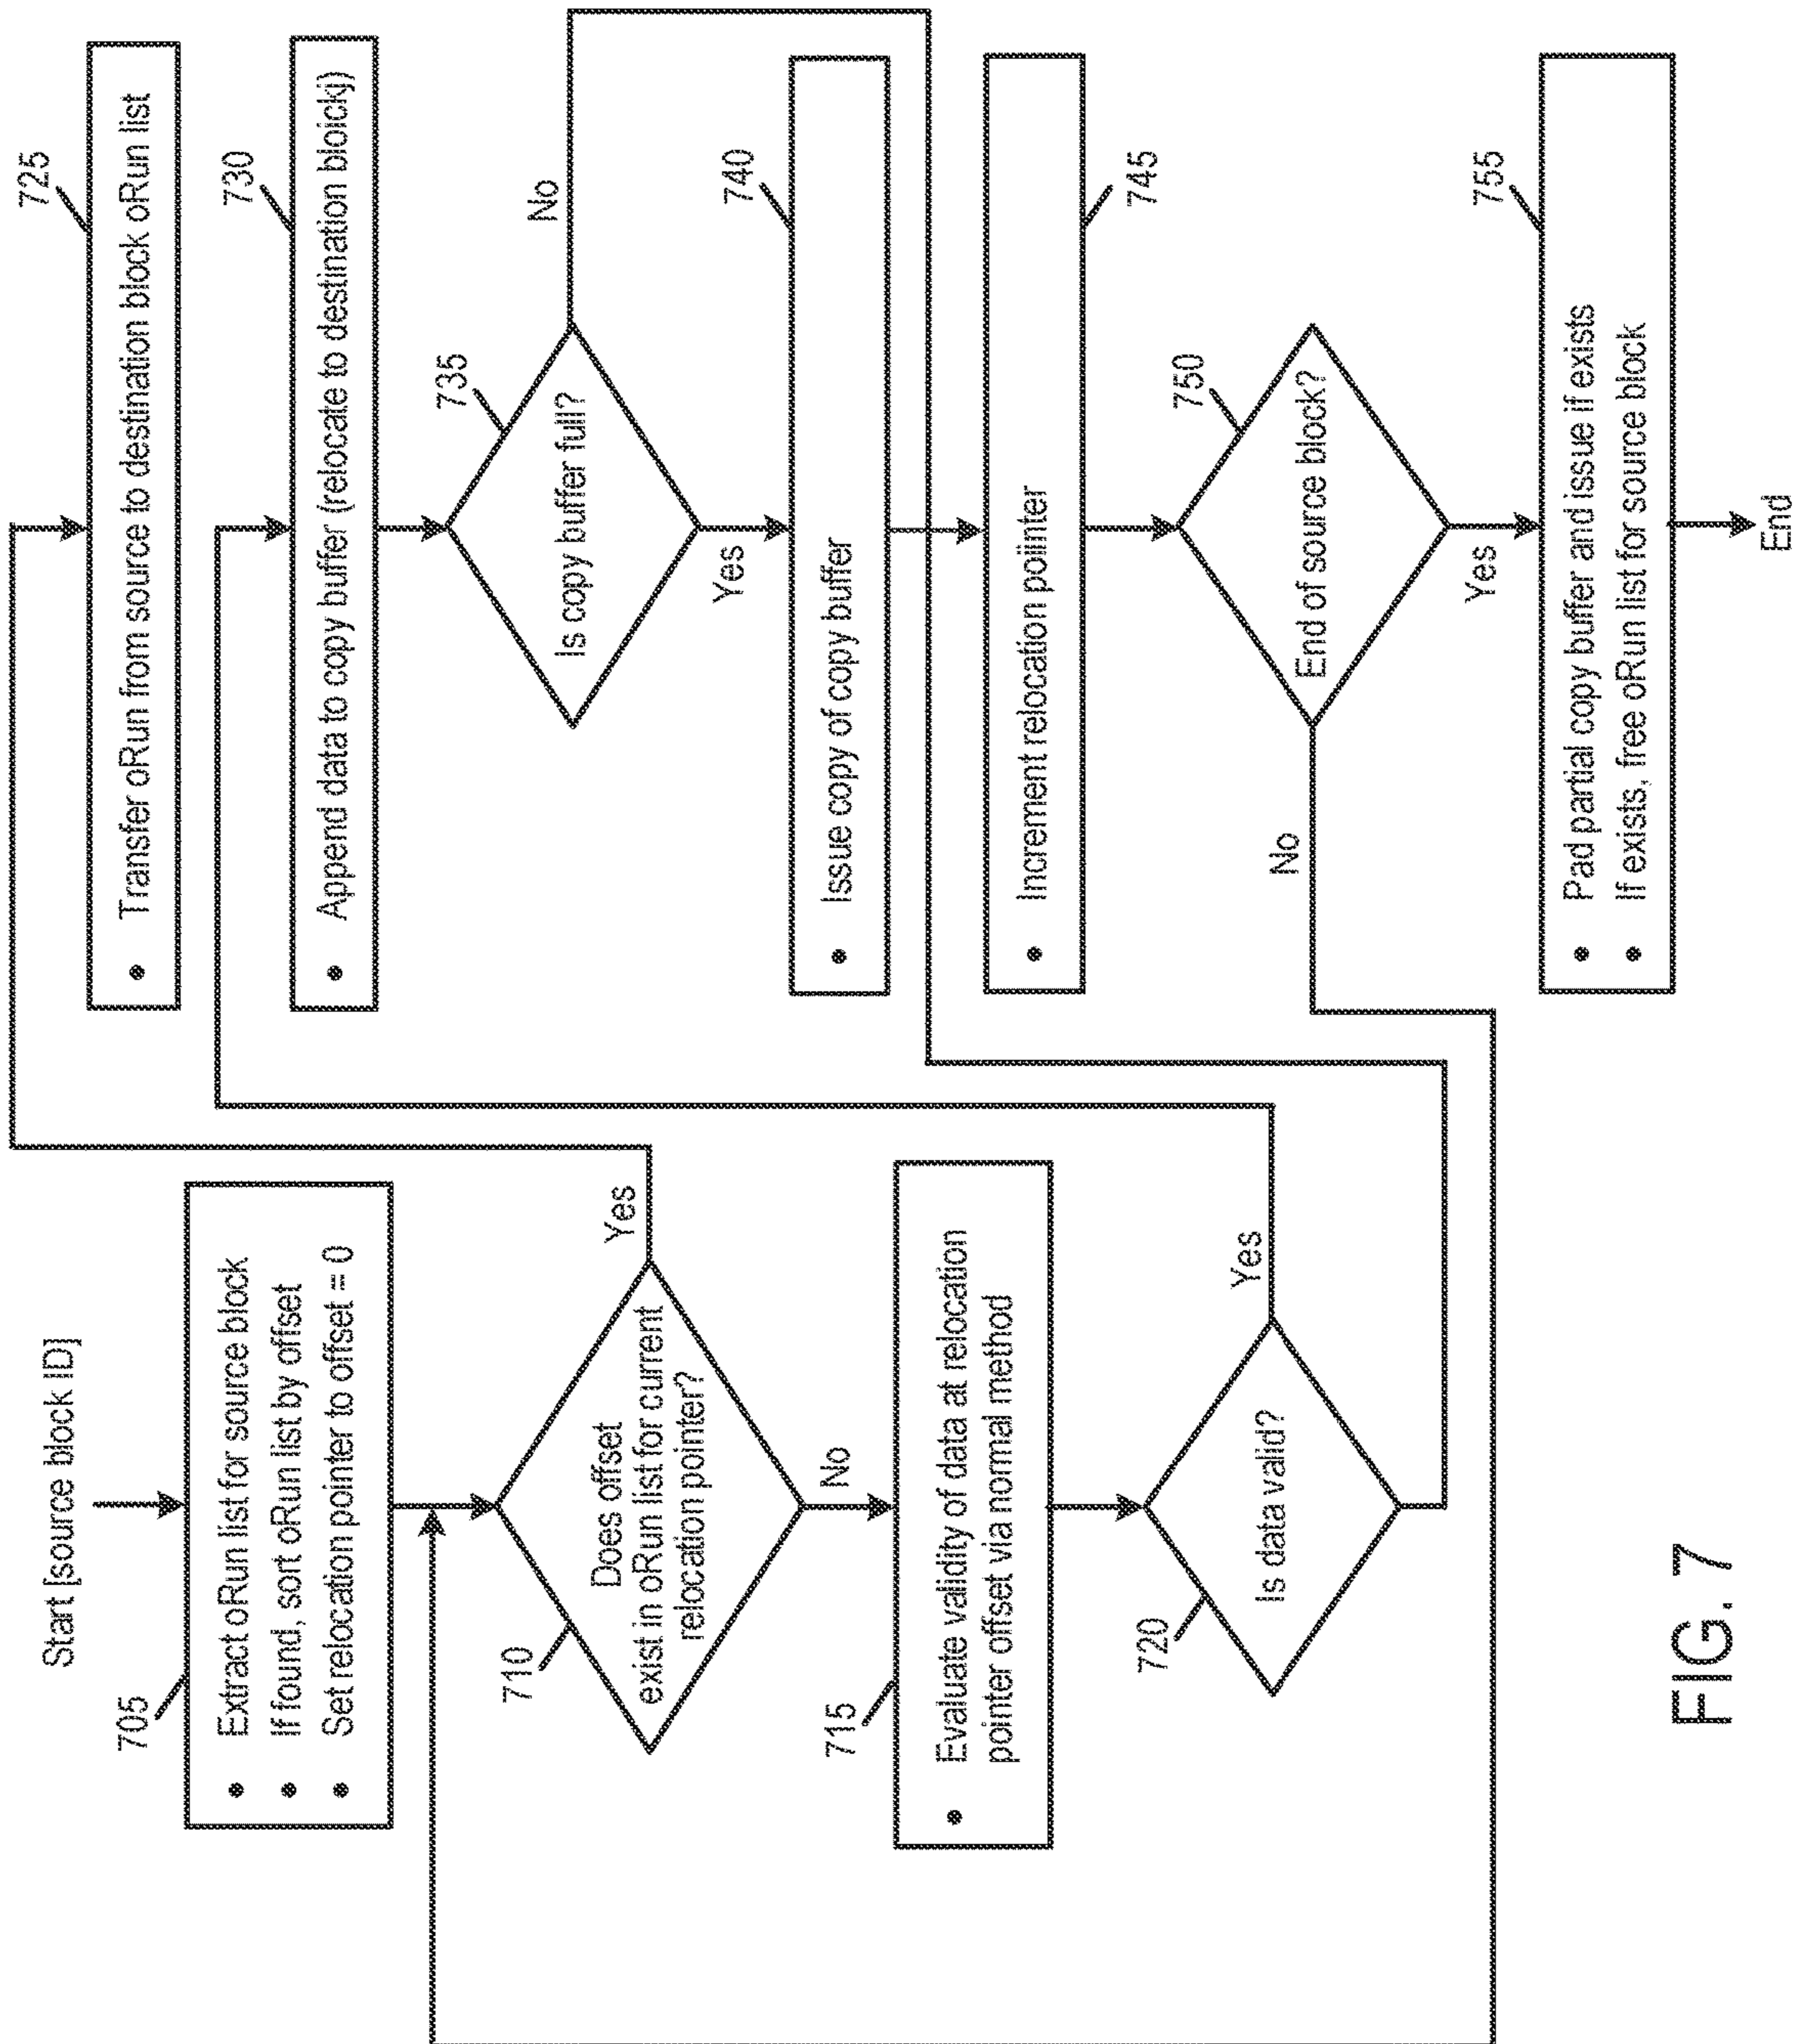 Start [source block ID]
705
• Extract oRun list for source block
• If found, sort oRun list by offset
• Set relocation pointer to offset = 0
710
Does offset
exist in oRun list for current
relocation pointer?
Yes
No
715
• Evaluate validity of data at relocation
pointer offset via normal method
720
Is data valid?
Yes
725
• Transfer oRun from source to destination block oRun list
730
• Append data to copy buffer (relocate to destination bloick)
735
Is copy buffer full?
No
Yes
740
• Issue copy of copy buffer
745
• Increment relocation pointer
750
End of source block?
No
Yes
755
• Pad partial copy buffer and issue if exists
• If exists, free oRun list for source block
End
FIG. 7